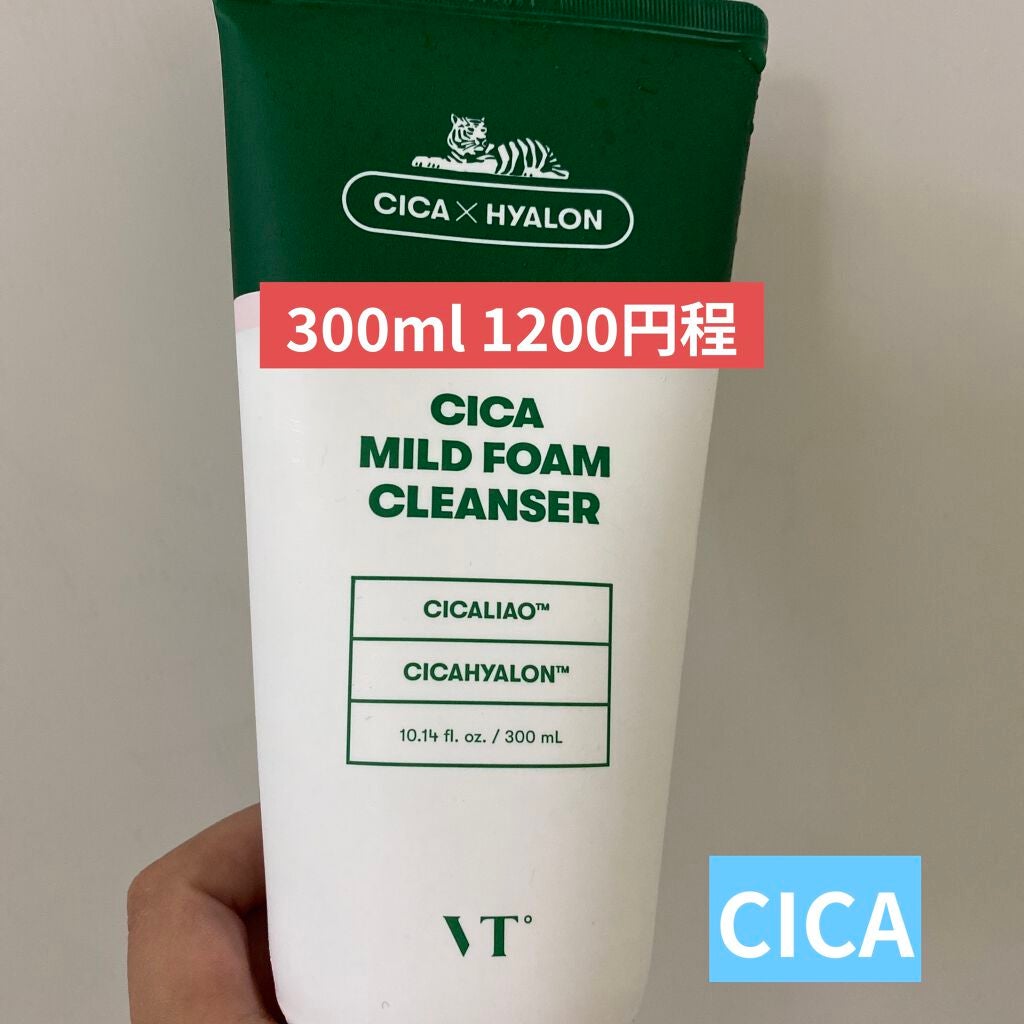 CICA × HYALON
300ml 1200円程
CICA
MILD FOAM
CLEANSER
CICALIAO™
CICAHYALON™
10.14 fl. oz. / 300 mL
VT°
CICA